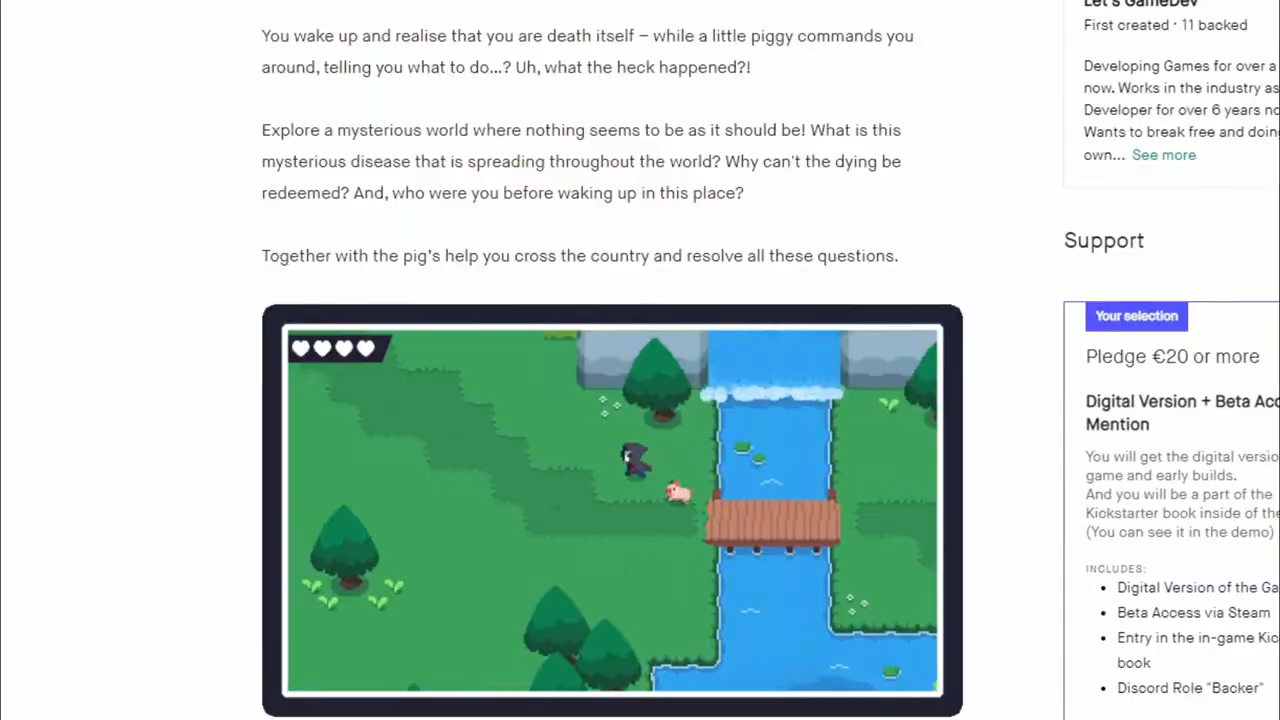 You wake up and realise that you are death itself – while a little piggy commands you
around, telling you what to do...? Uh, what the heck happened?!
Explore a mysterious world where nothing seems to be as it should be! What is this
mysterious disease that is spreading throughout the world? Why can't the dying be
redeemed? And, who were you before waking up in this place?
Together with the pig's help you cross the country and resolve all these questions.
Let's GameDev
First created · 11 backed
Developing Games for over a
now. Works in the industry as
Developer for over 6 years
Wants to break free and doin
own... See more
Support
Your selection
Pledge €20 or more
Digital Version + Beta Acc
Mention
You will get the digital versio
game and early builds.
And you will be a part of the
Kickstarter book inside of the
(You can see it in the demo)
INCLUDES:
Digital Version of the Ga
Beta Access via Steam
Entry in the in-game Kic
book
Discord Role "Backer"